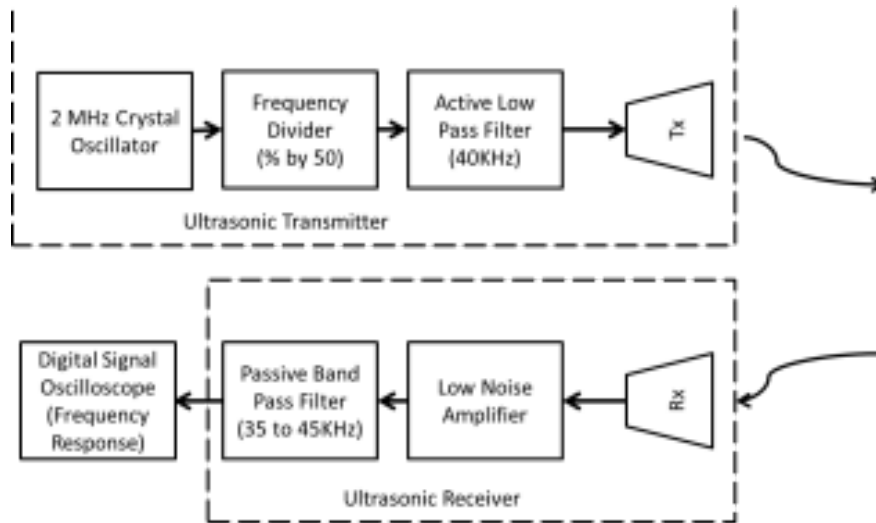 2 MHz Crystal
Oscillator
Frequency
Divider
(% by 50)
Active Low
Pass Filter
(40KHz)
Tx
Ultrasonic Transmitter
Digital Signal
Oscilloscope
(Frequency
Response)
Passive Band
Pass Filter
(35 to 45KHz)
Low Noise
Amplifier
Rx
Ultrasonic Receiver